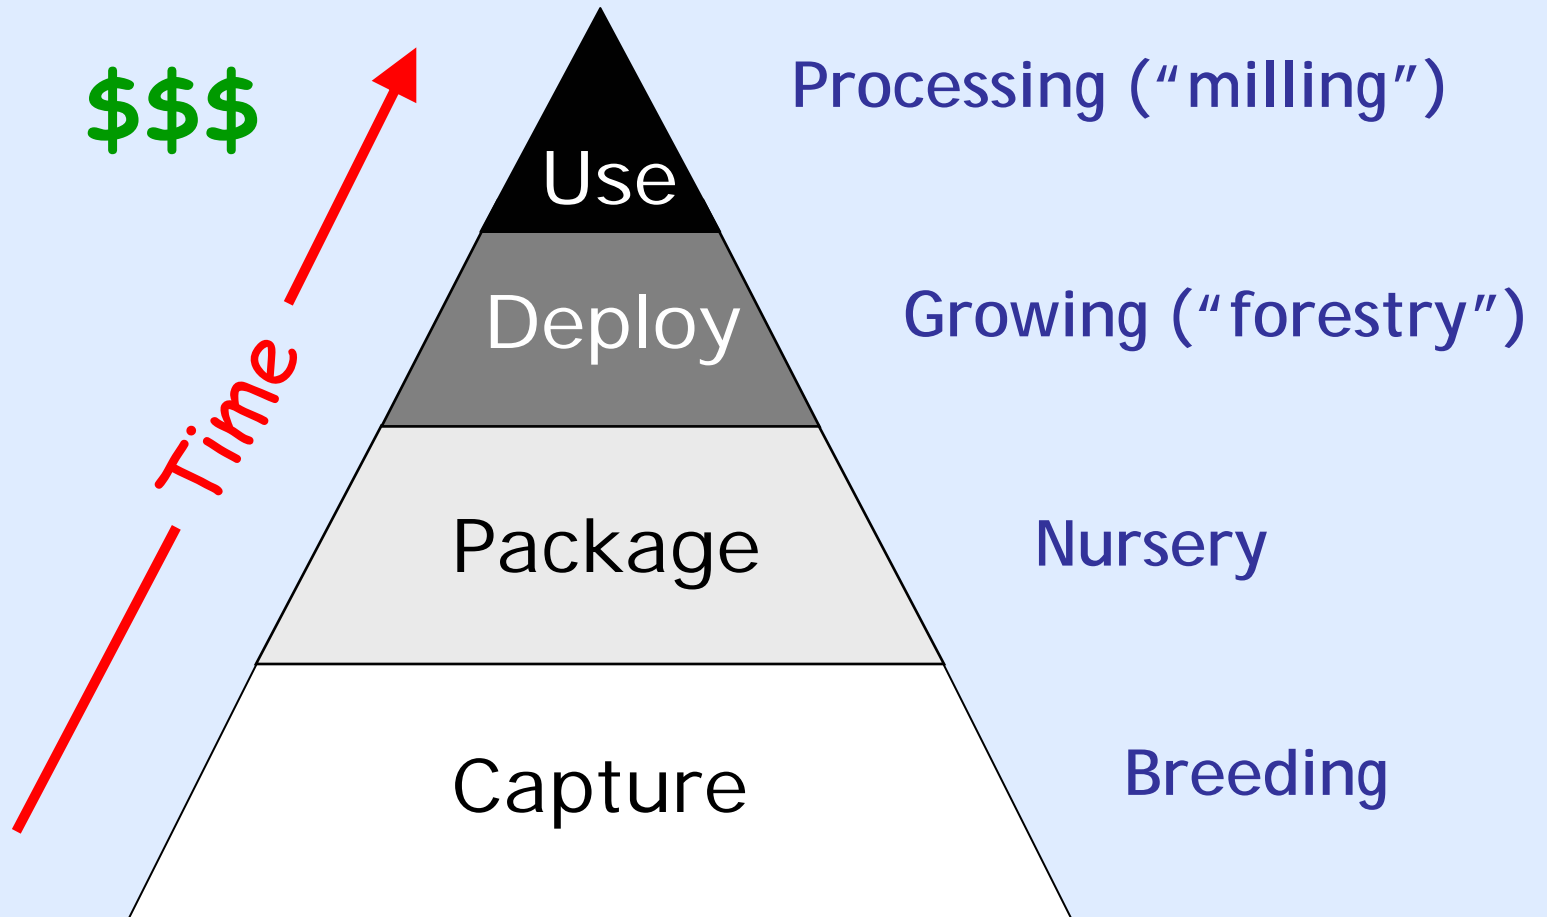 $$$
Processing (“milling”)
Use
Deploy
Growing (“forestry”)
Time
Package
Nursery
Capture
Breeding